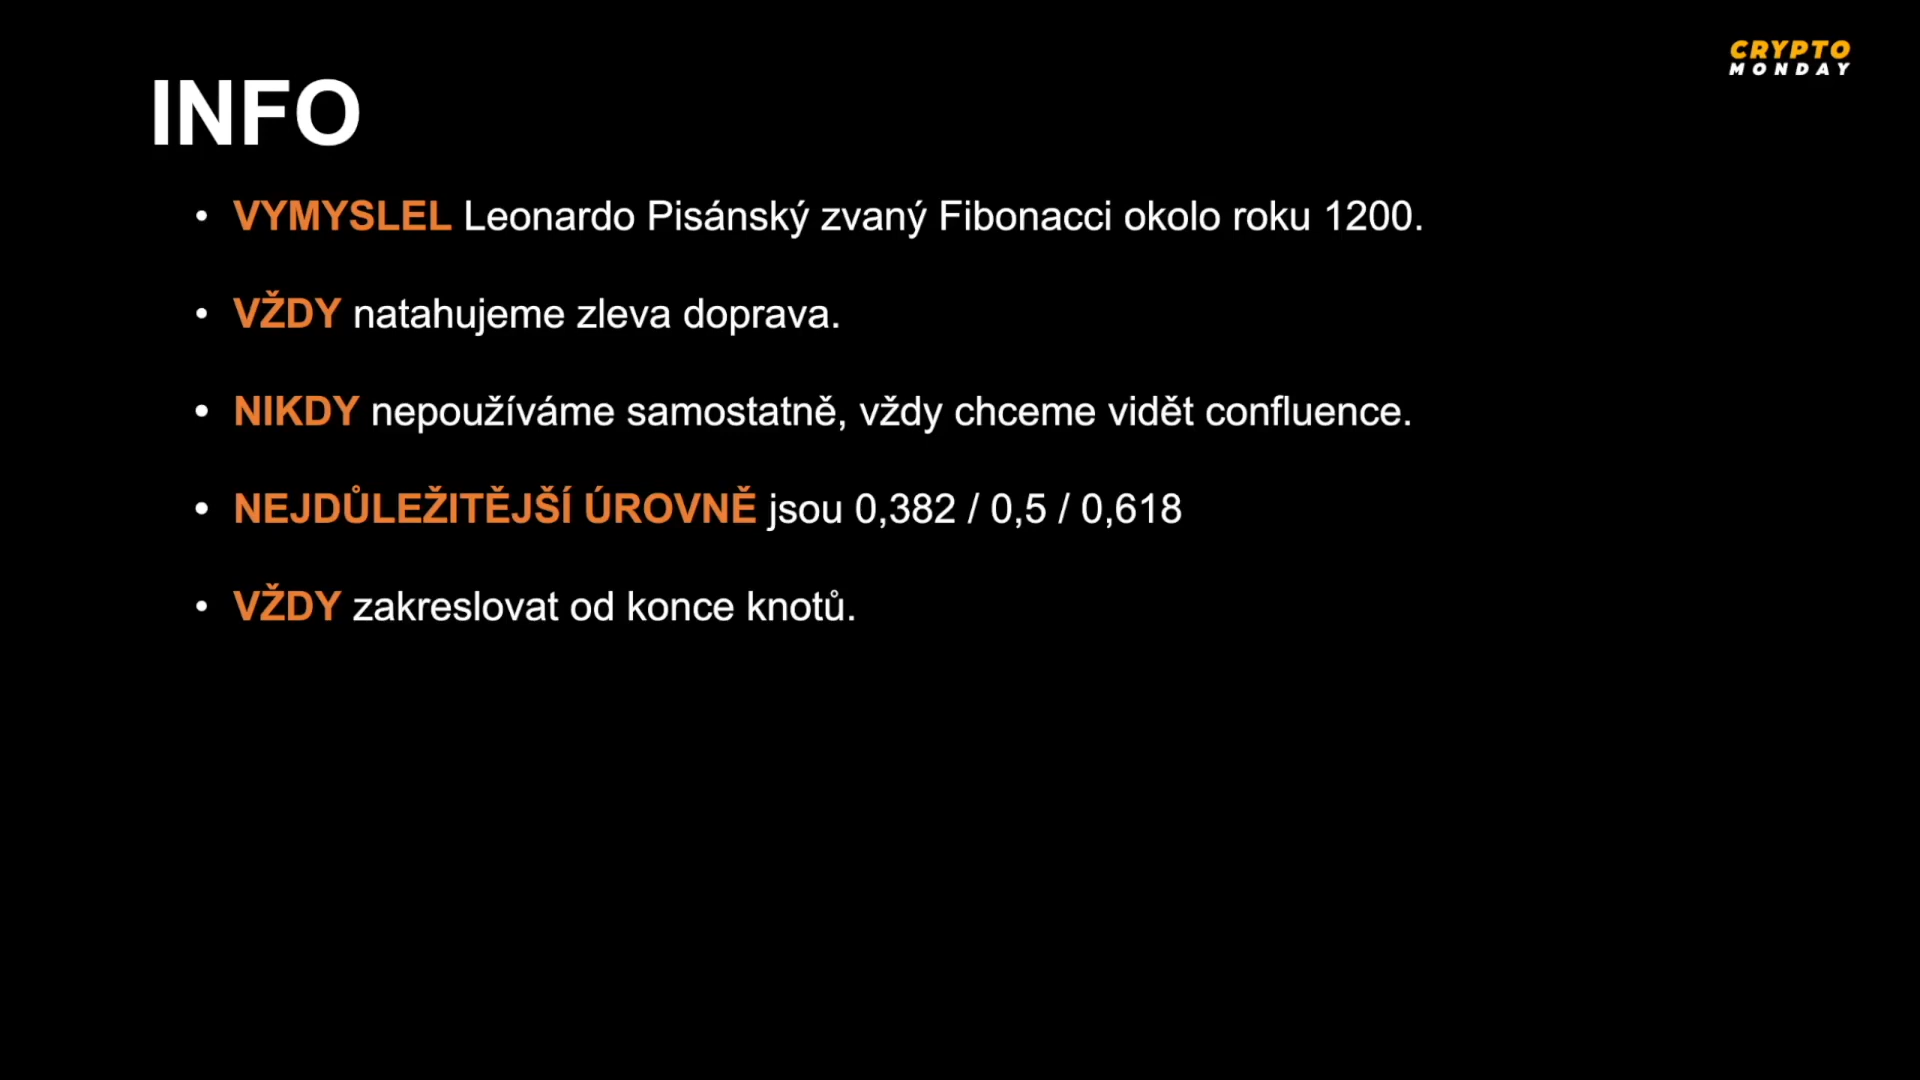 CRYPTO
MONDAY
INFO
• VYMYSLEL Leonardo Pisánský zvaný Fibonacci okolo roku 1200.
• VŽDY natahujeme zleva doprava.
• NIKDY nepoužíváme samostatně, vždy chceme vidět confluence.
• NEJDŮLEŽITĚJŠÍ ÚROVNĚ jsou 0,382 / 0,5 / 0,618
• VŽDY zakreslovat od konce knotů.